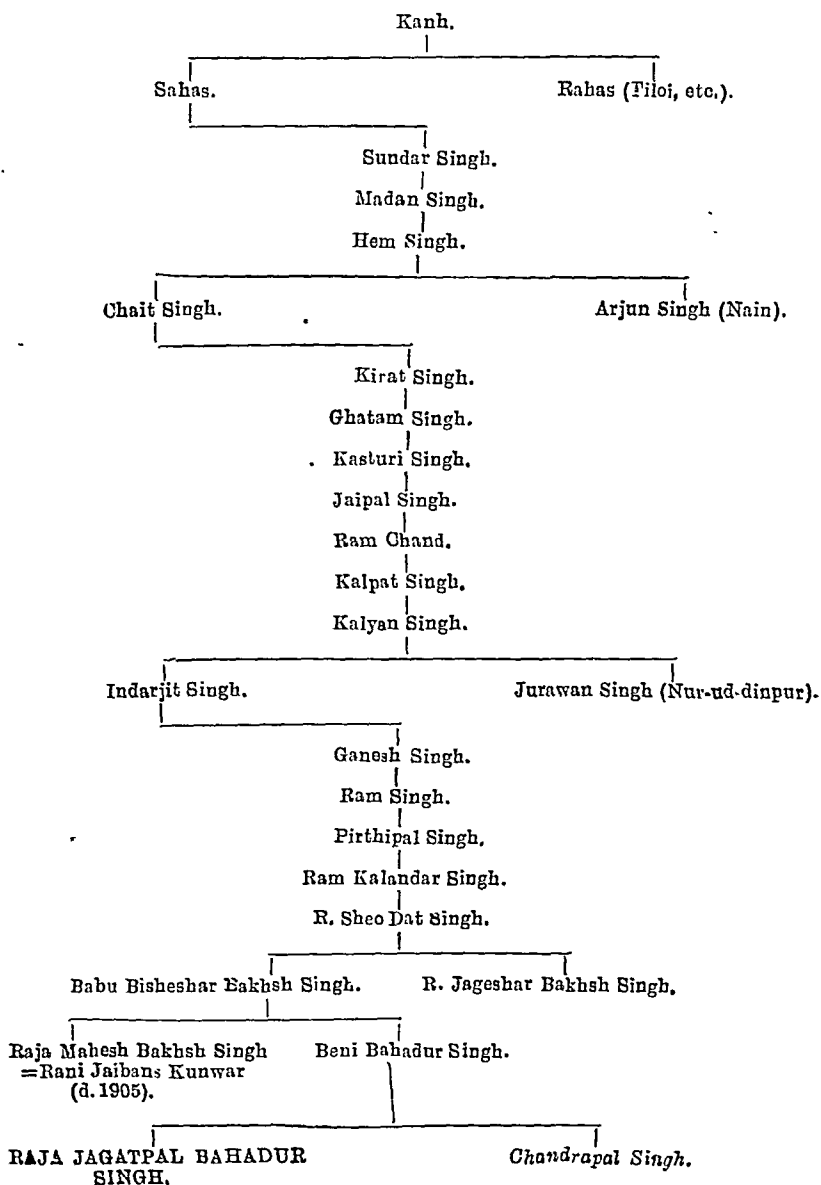 Kanh.
Sahas. Rahas (Tiloi, etc.).
Sundar Singh.
Madan Singh.
Hem Singh.
Chait Singh. Arjun Singh (Nain).
Kirat Singh.
Ghatam Singh.
Kasturi Singh.
Jaipal Singh.
Ram Chand.
Kalpat Singh.
Kalyan Singh.
Indarjit Singh. Jurawan Singh (Nur-ud-dinpur).
Ganesh Singh.
Ram Singh.
Pirthipal Singh.
Ram Kalandar Singh.
R. Sheo Dat Singh.
Babu Bisheshar Bakhsh Singh. R. Jageshar Bakhsh Singh.
Raja Mahesh Bakhsh Singh Beni Bahadur Singh.
=Rani Jaibans Kunwar
(d. 1905).
RAJA JAGATPAL BAHADUR Chandrapal Singh.
SINGH.